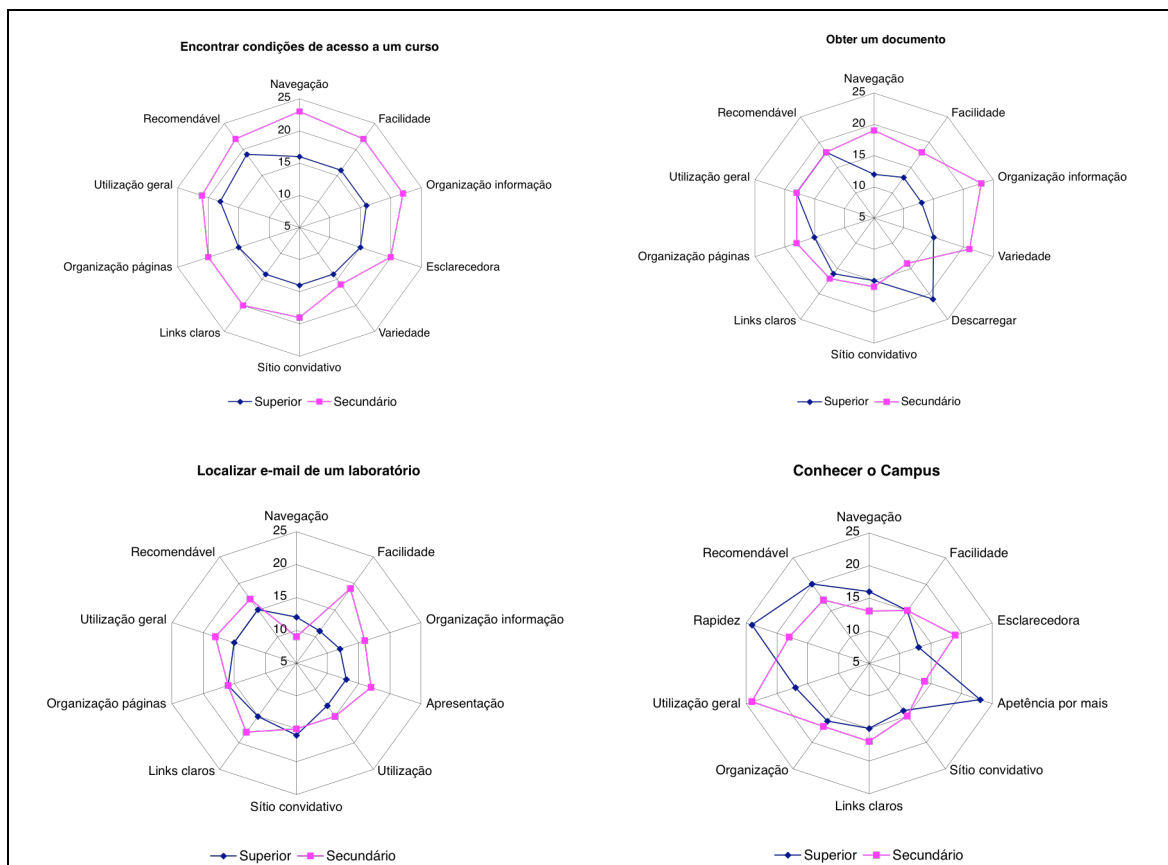 Encontrar condições de acesso a um curso
Navegação
25
Recomendável
Facilidade
20
15
Utilização geral
Organização informação
10
5
Organização páginas
Esclarecedora
Links claros
Variedade
Sítio convidativo
Superior Secundário
Obter um documento
Navegação
25
Recomendável
Facilidade
20
15
Utilização geral
Organização informação
10
5
Organização páginas
Variedade
Links claros
Descarregar
Sítio convidativo
Superior Secundário
Localizar e-mail de um laboratório
Navegação
25
Recomendável
Facilidade
20
15
Utilização geral
Organização informação
10
5
Organização páginas
Apresentação
Links claros
Utilização
Sítio convidativo
Superior Secundário
Conhecer o Campus
Navegação
25
Recomendável
Facilidade
20
15
Rapidez
Esclarecedora
10
5
Utilização geral
Apetência por mais
Organização
Sítio convidativo
Links claros
Superior Secundário